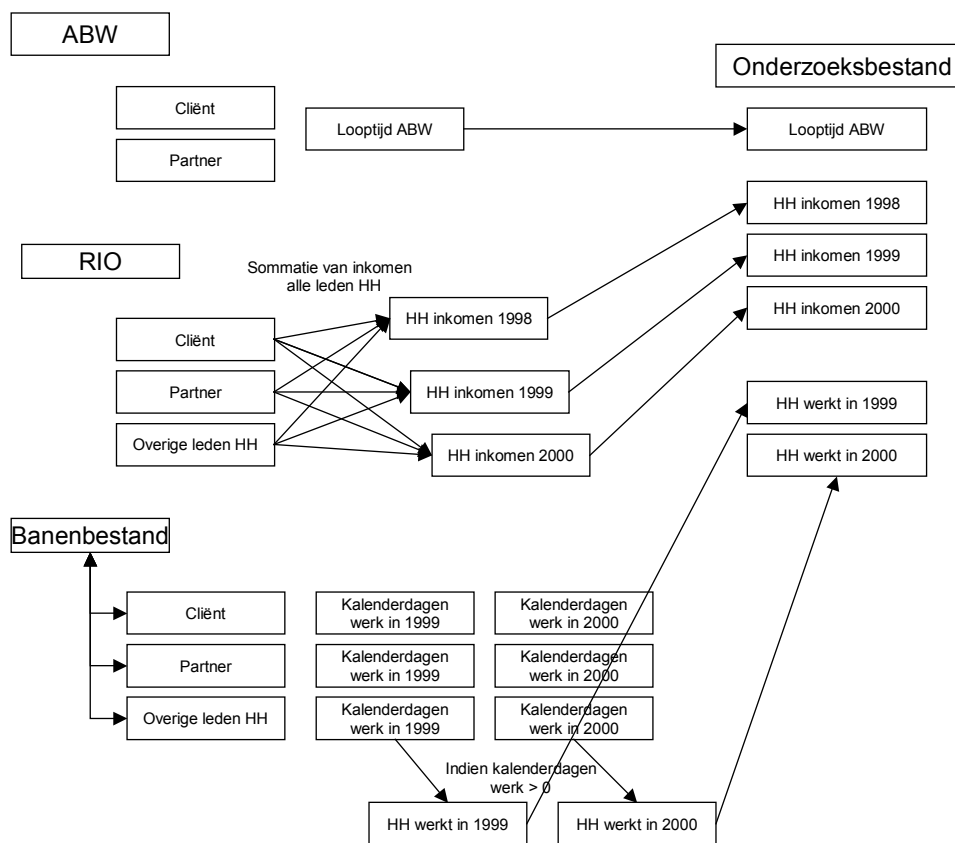 ABW
Onderzoeksbestand
Cliënt
Looptijd ABW
Looptijd ABW
Partner
HH inkomen 1998
RIO
HH inkomen 1999
Sommatie van inkomen
alle leden HH
HH inkomen 2000
HH inkomen 1998
Cliënt
Partner
HH inkomen 1999
HH werkt in 1999
Overige leden HH
HH inkomen 2000
HH werkt in 2000
Banenbestand
Cliënt
Kalenderdagen
werk in 1999
Kalenderdagen
werk in 2000
Partner
Kalenderdagen
werk in 1999
Kalenderdagen
werk in 2000
Overige leden HH
Kalenderdagen
werk in 1999
Kalenderdagen
werk in 2000
Indien kalenderdagen
werk > 0
HH werkt in 1999
HH werkt in 2000